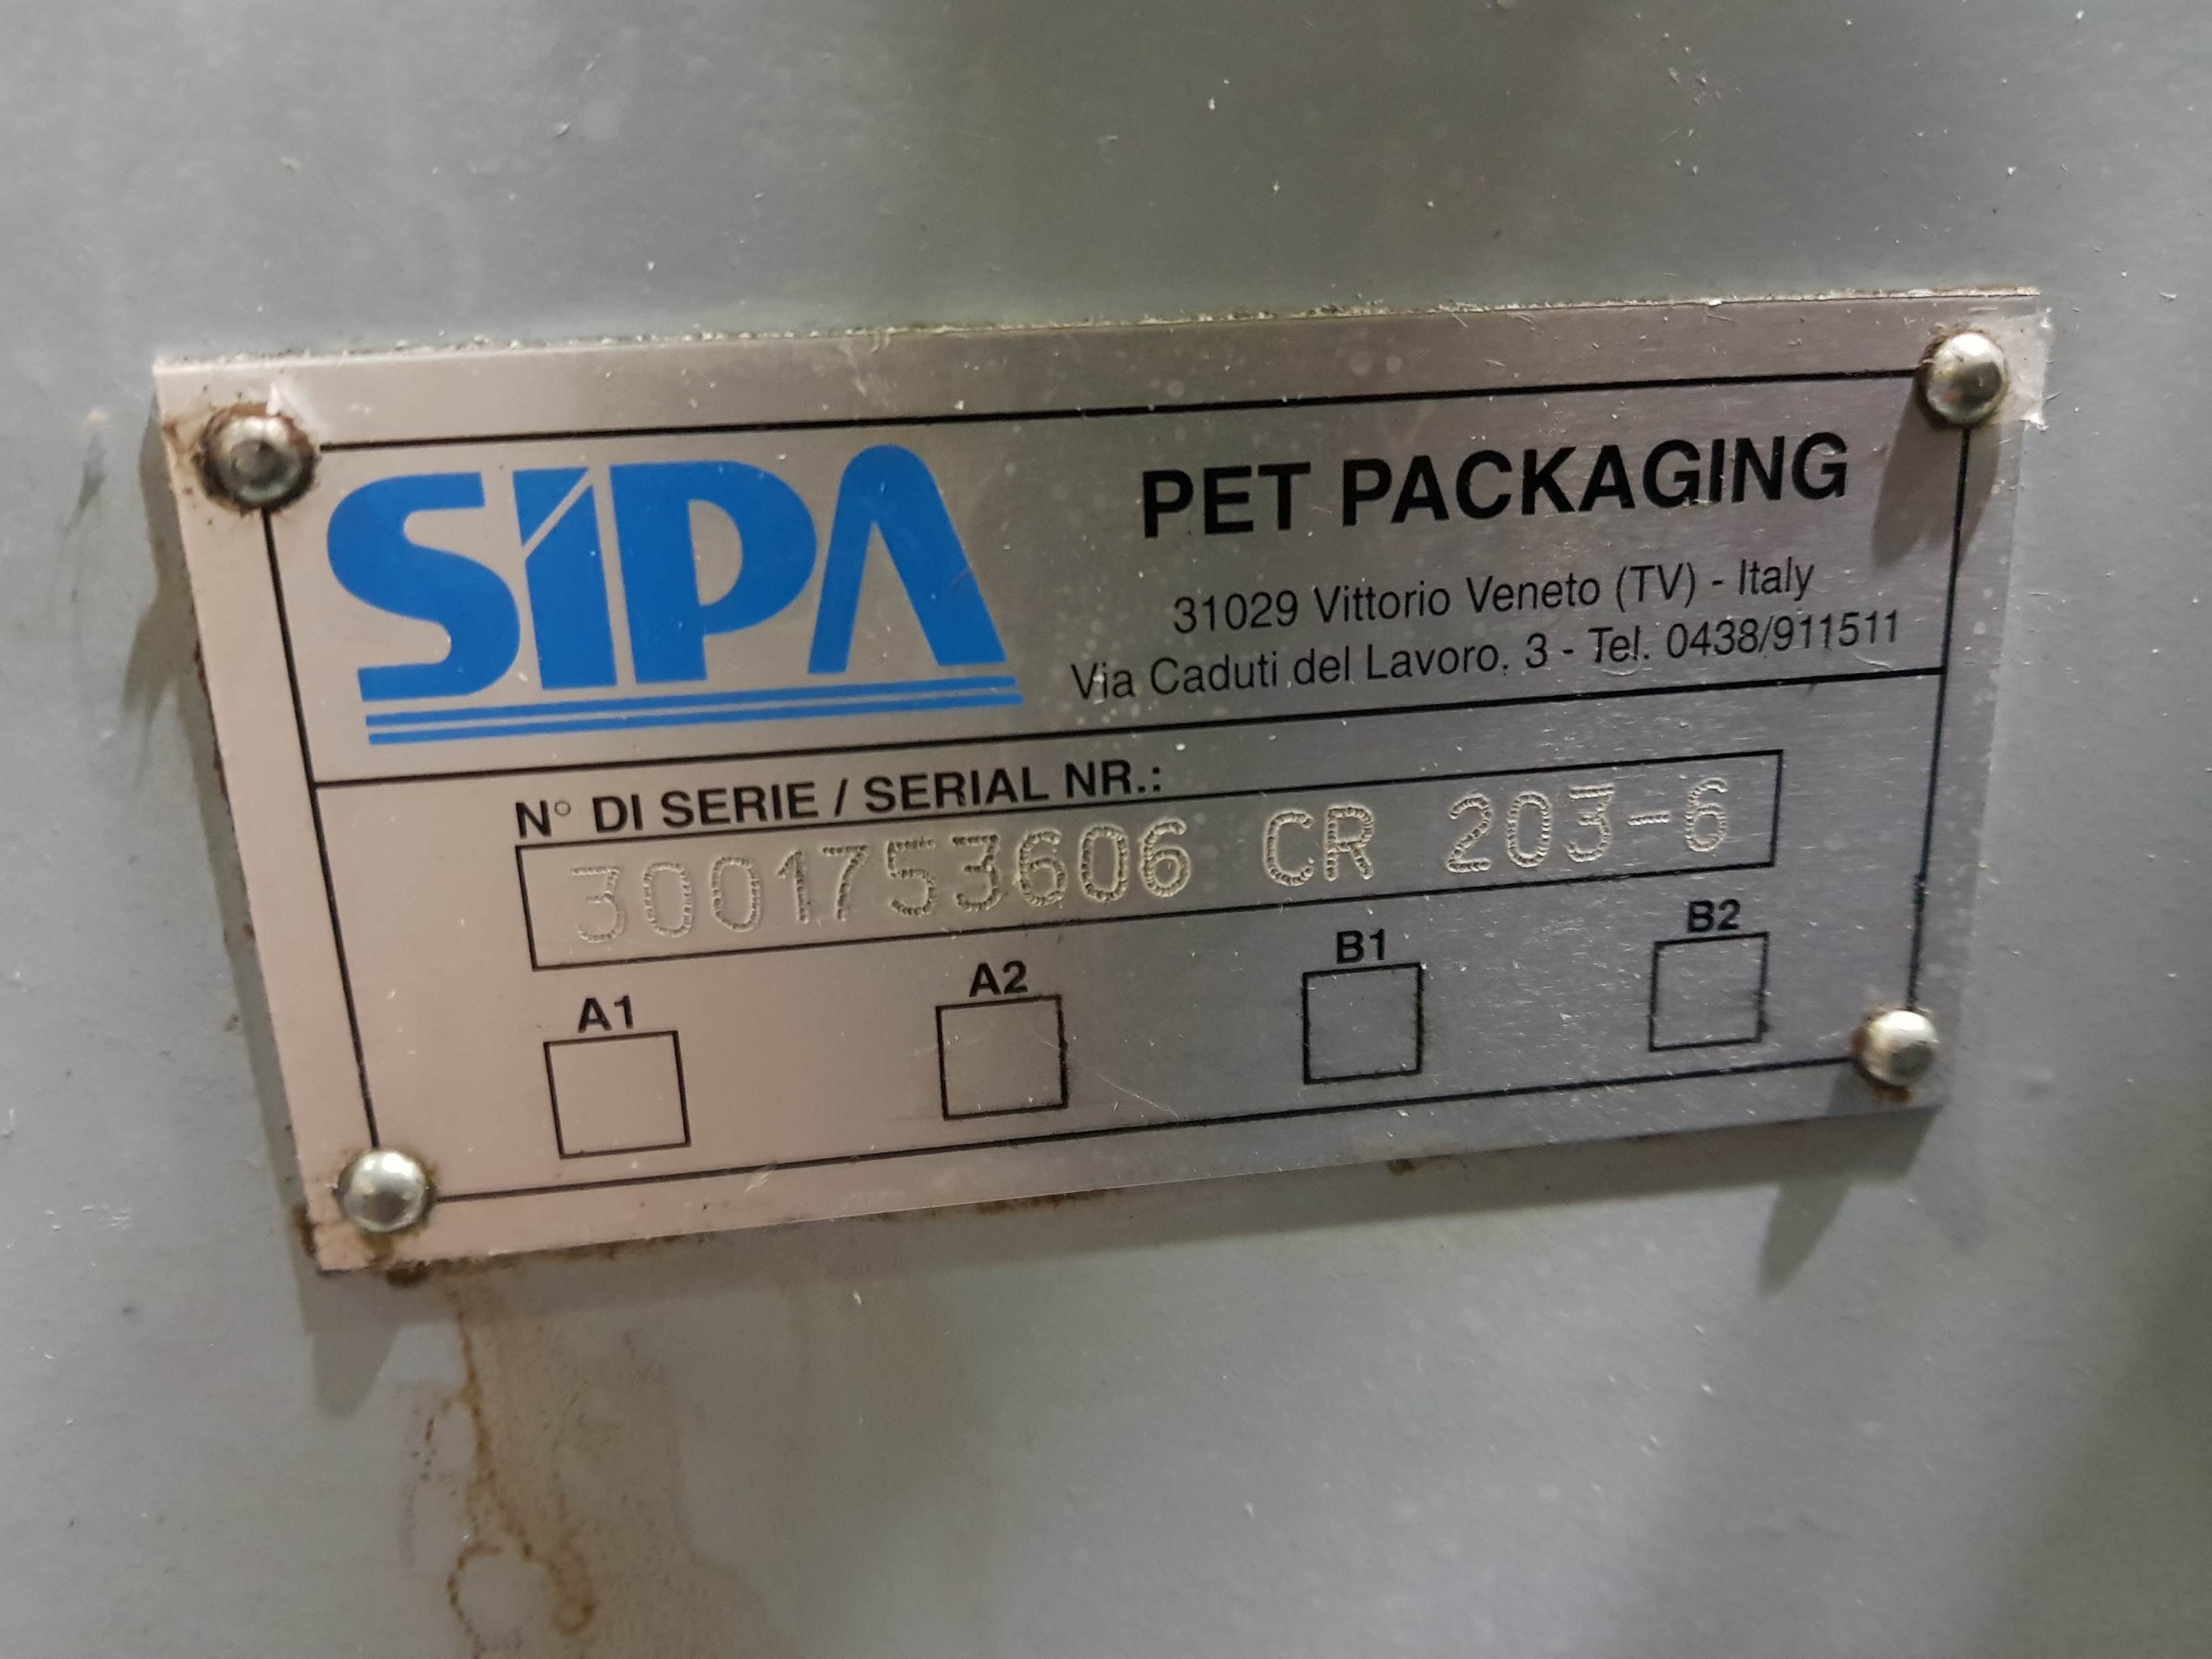 SIPA
PET PACKAGING
31029 Vittorio Veneto (TV) - Italy
Via Caduti del Lavoro, 3 - Tel. 0438/911511
N° DI SERIE / SERIAL NR.:
3001753606 CR 203-6
A1 A2 B1 B2